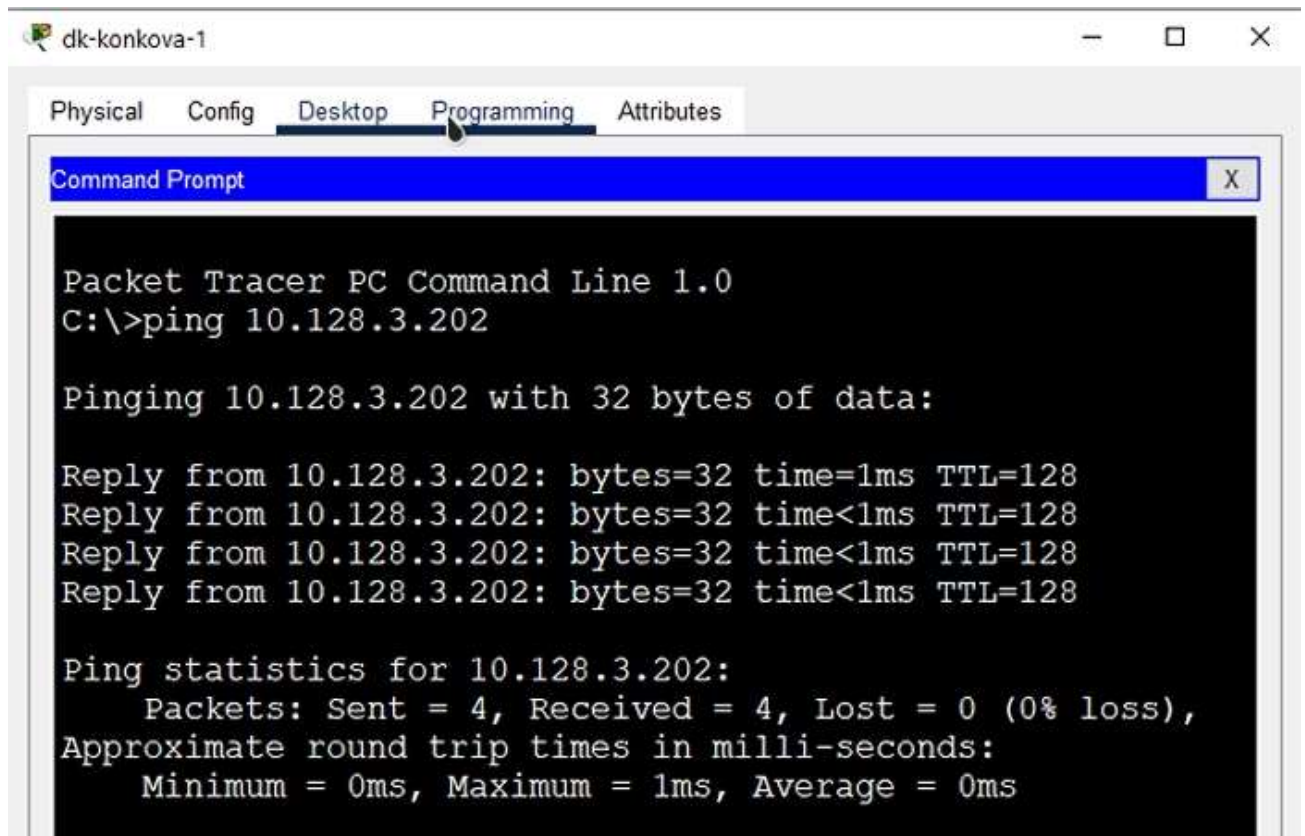 dk-konkova-1
Physical Config Desktop Programming Attributes
Command Prompt X
Packet Tracer PC Command Line 1.0
C:\>ping 10.128.3.202
Pinging 10.128.3.202 with 32 bytes of data:
Reply from 10.128.3.202: bytes=32 time=1ms TTL=128
Reply from 10.128.3.202: bytes=32 time<1ms TTL=128
Reply from 10.128.3.202: bytes=32 time<1ms TTL=128
Reply from 10.128.3.202: bytes=32 time<1ms TTL=128
Ping statistics for 10.128.3.202:
Packets: Sent = 4, Received = 4, Lost = 0 (0% loss),
Approximate round trip times in milli-seconds:
Minimum = 0ms, Maximum = 1ms, Average = 0ms